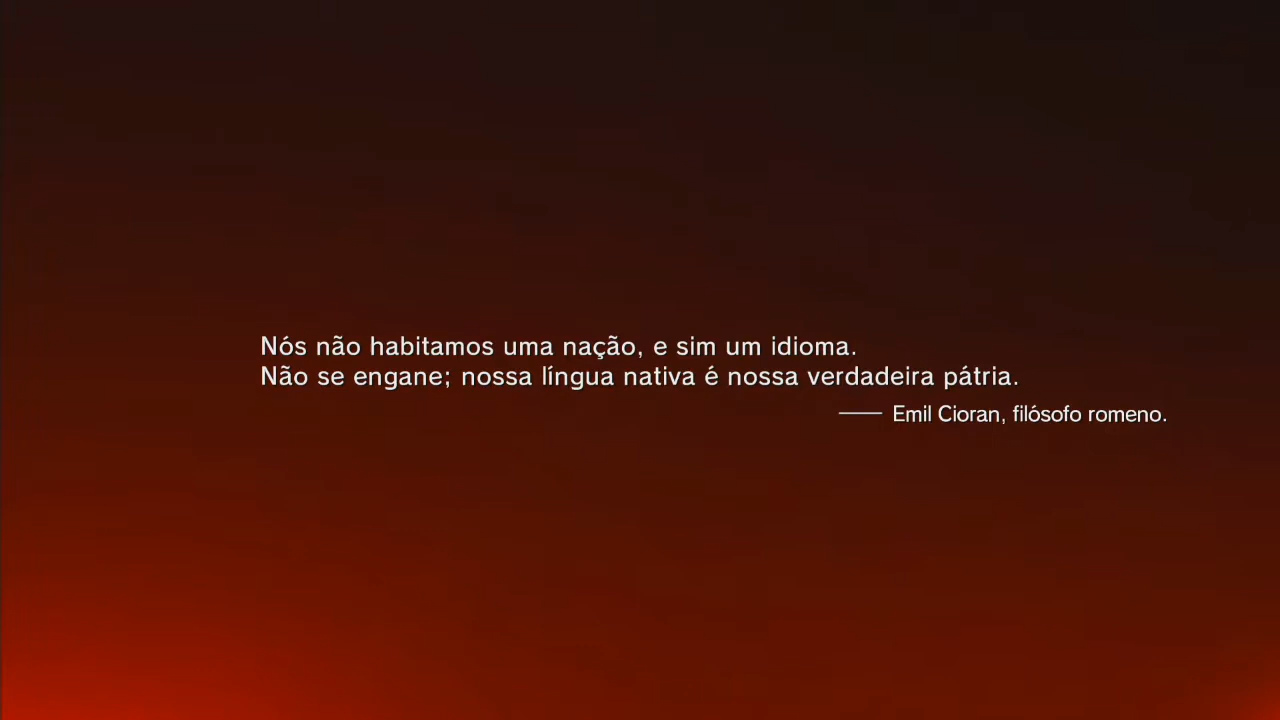 Nós não habitamos uma nação, e sim um idioma.
Não se engane; nossa língua nativa é nossa verdadeira pátria.
—— Emil Cioran, filósofo romeno.